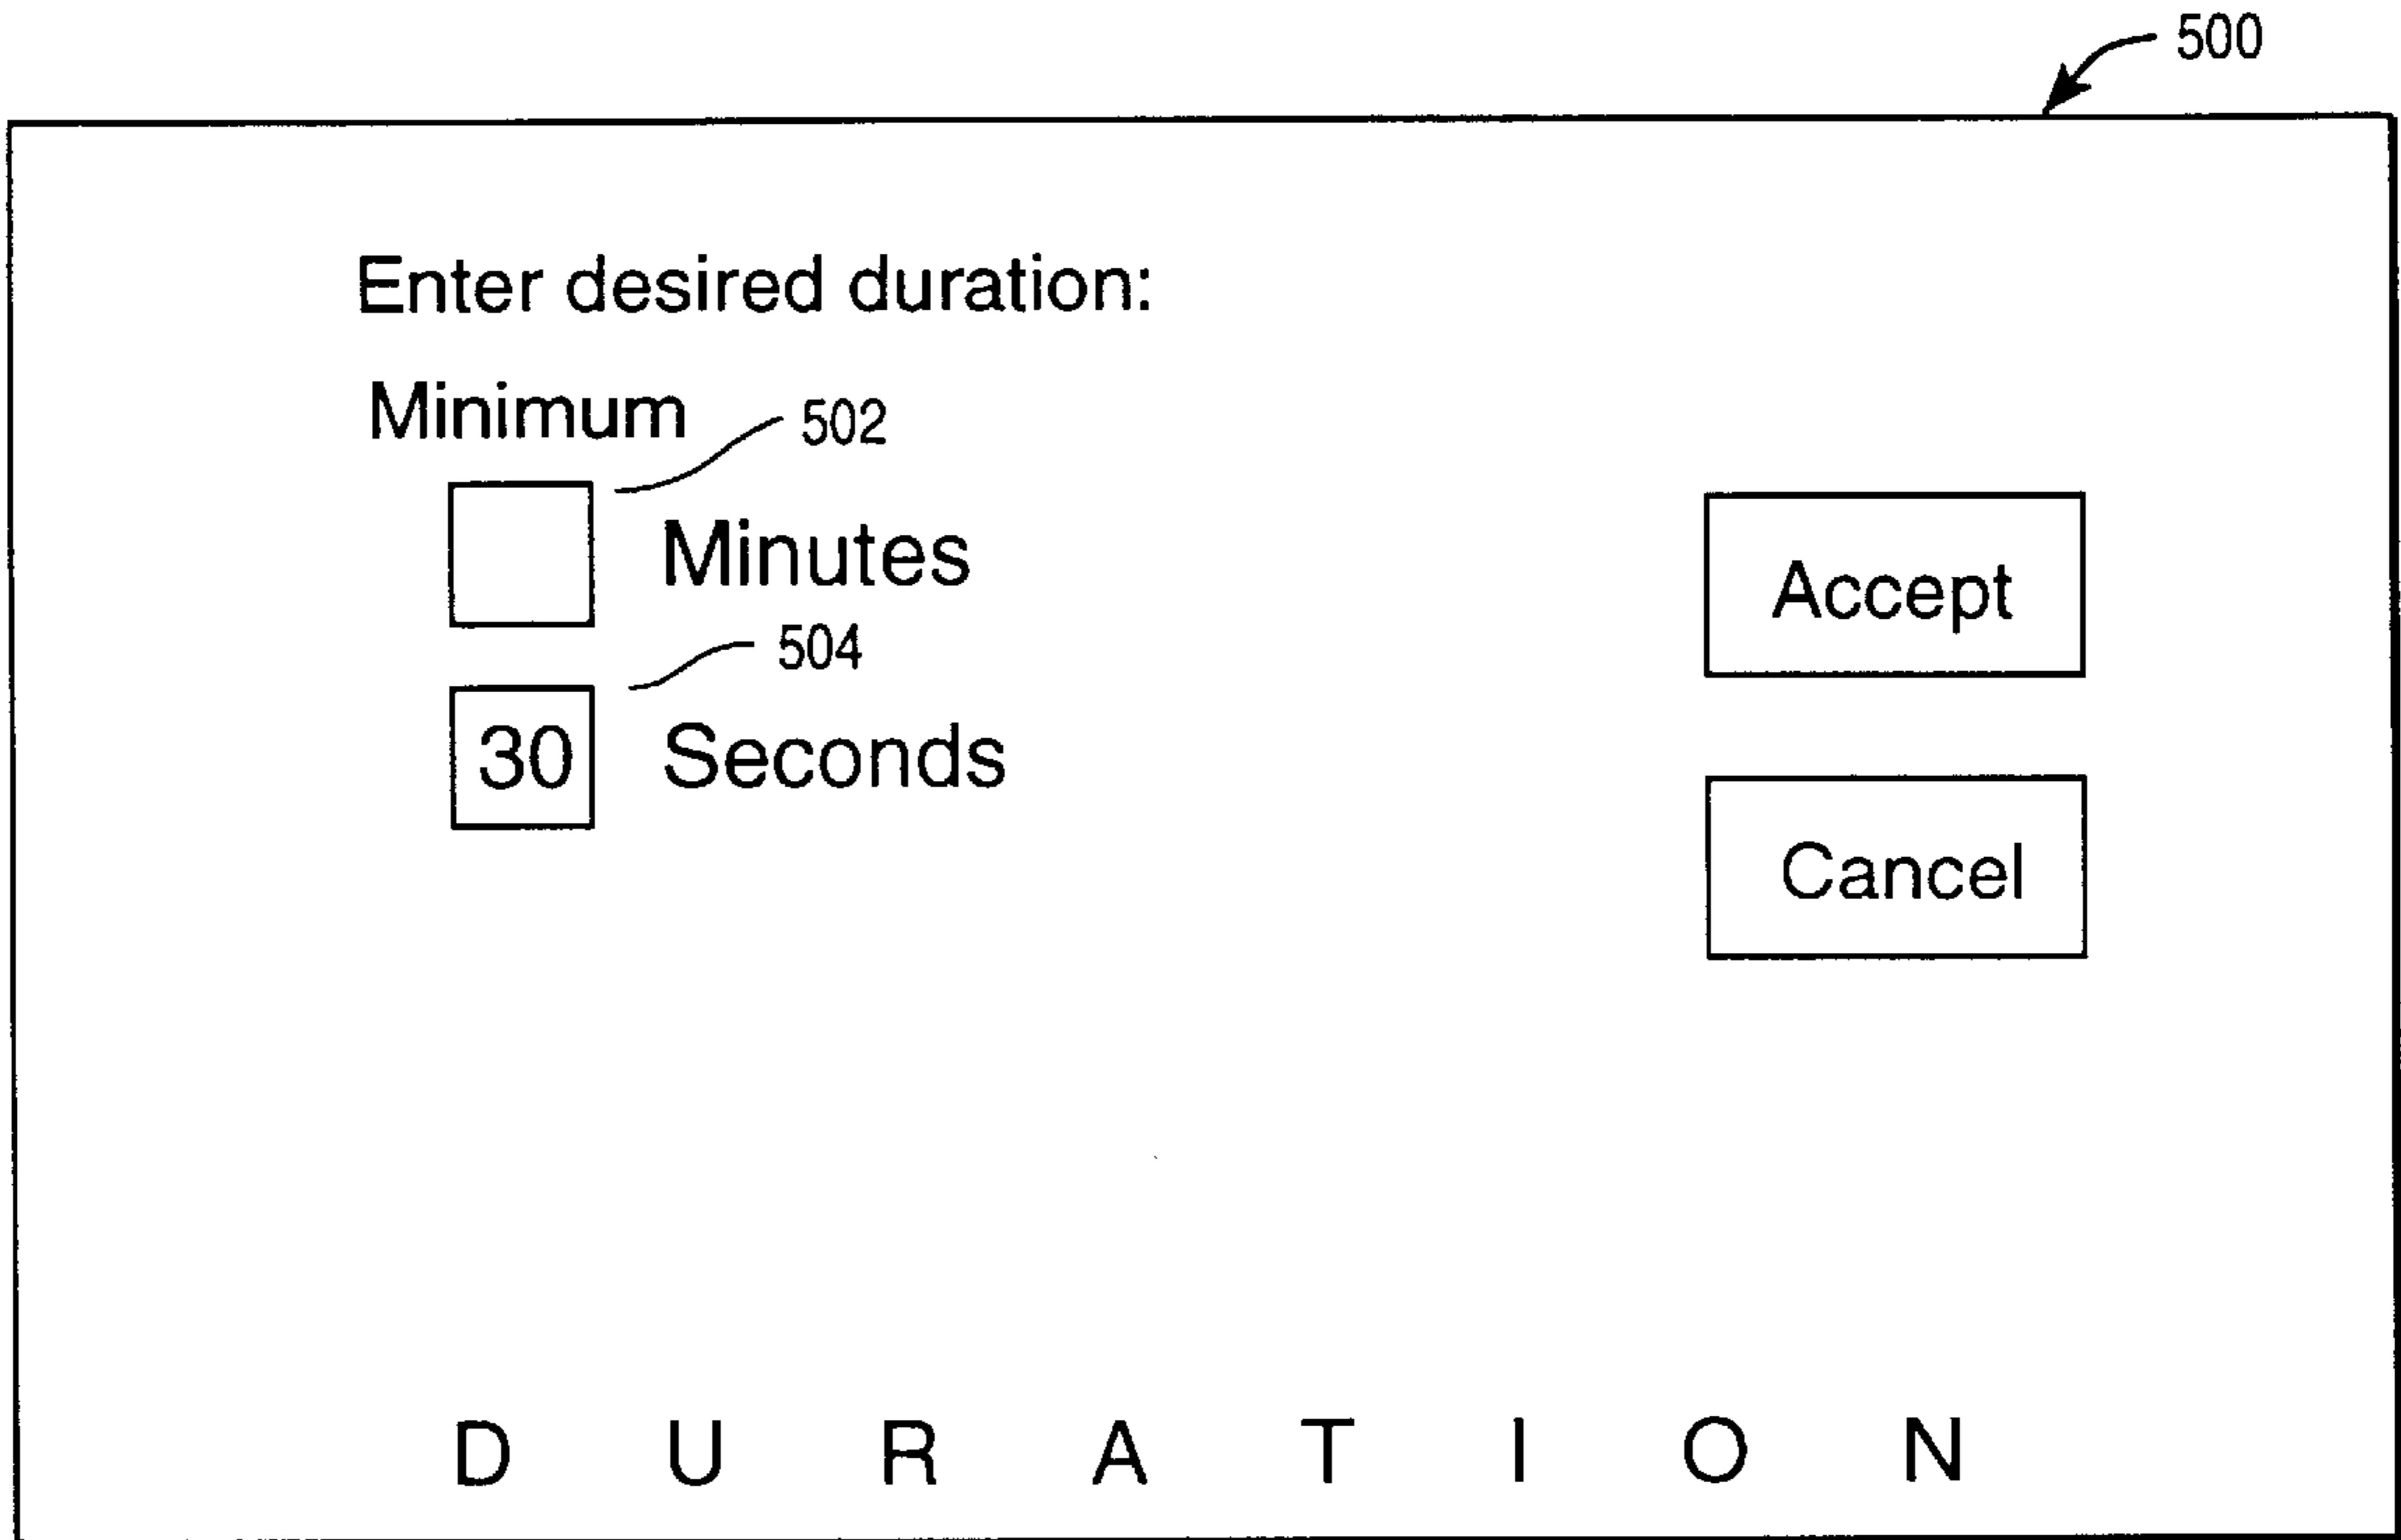 500
Enter desired duration:
Minimum
502
Minutes
504
30 Seconds
Accept
Cancel
D U R A T I O N